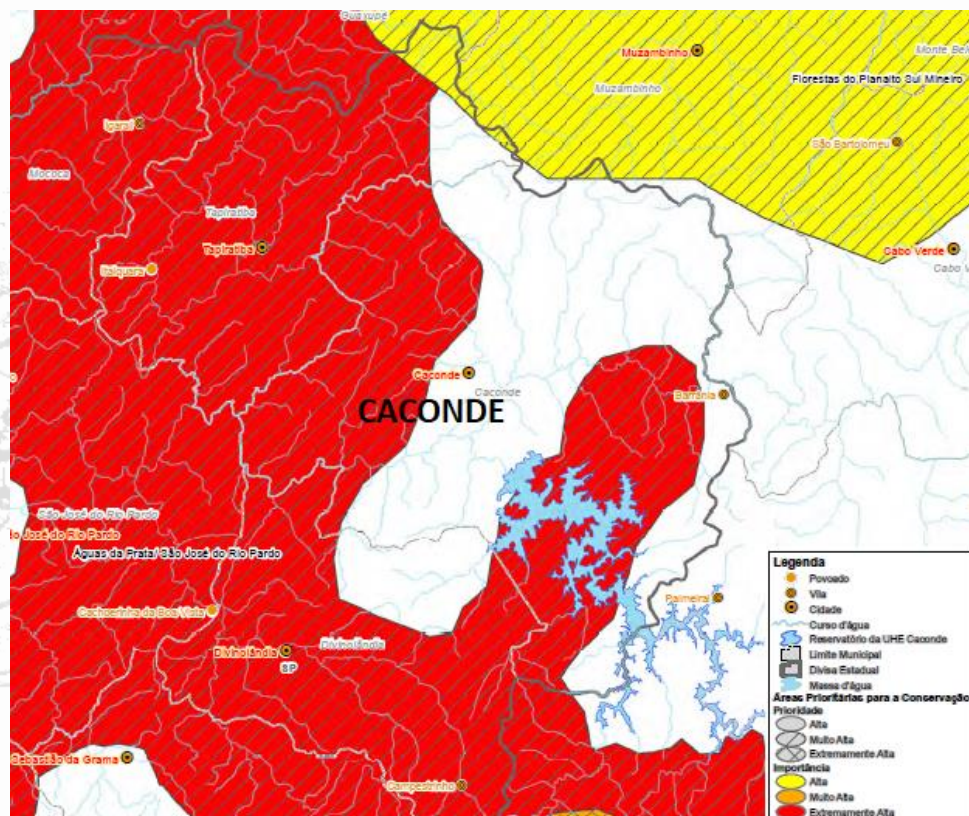 Guaxupé
Muzambinho
Monte Bel
Florestas do Planalto Sul Mineiro
Muzambinho
Igaraí
São Bartolomeu
Mococa
Tapiratiba
Tapiratiba
Cabo Verde
Cabo V
Itaiquara
Caconde
Caconde
Barrânia
CACONDE
São José do Rio Pardo
o José do Rio Pardo
Águas da Prata/ São José do Rio Pardo
Palmeiral
Cachoeirinha da Boa Vista
Divinolândia
Divinolândia
SP
Sebastião da Grama
Campestrinho
Legenda
Povoado
Vila
Cidade
Curso d'água
Reservatório da UHE Caconde
Limite Municipal
Divisa Estadual
Massa d'água
Áreas Prioritárias para a Conservação
Prioridade
Alta
Muito Alta
Extremamente Alta
Importância
Alta
Muito Alta
Extremamente Alta